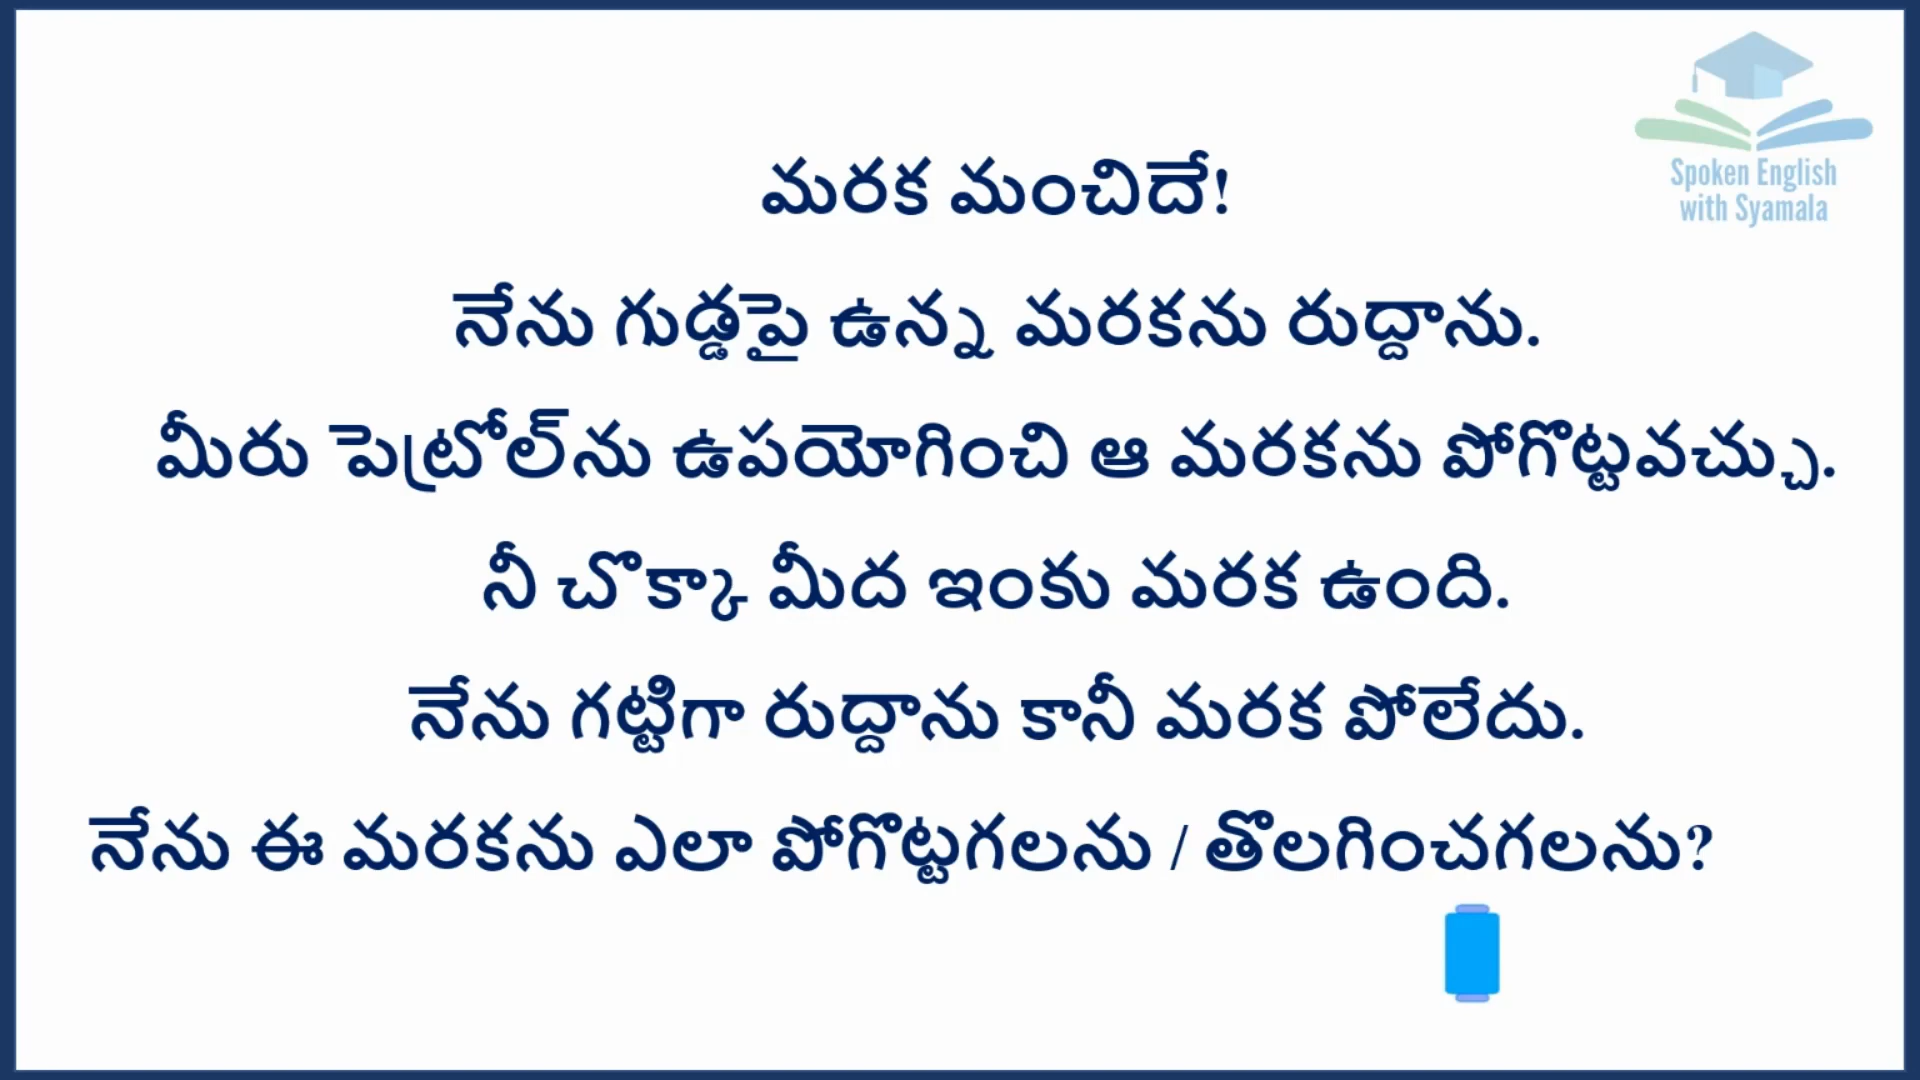 Spoken English
with Syamala
మరక మంచిదే!
నేను గుడ్డపై ఉన్న మరకను రుద్దాను.
మీరు పెట్రోల్‌ను ఉపయోగించి ఆ మరకను పోగొట్టవచ్చు.
నీ చొక్కా మీద ఇంకు మరక ఉంది.
నేను గట్టిగా రుద్దాను కానీ మరక పోలేదు.
నేను ఈ మరకను ఎలా పోగొట్టగలను / తొలగించగలను?